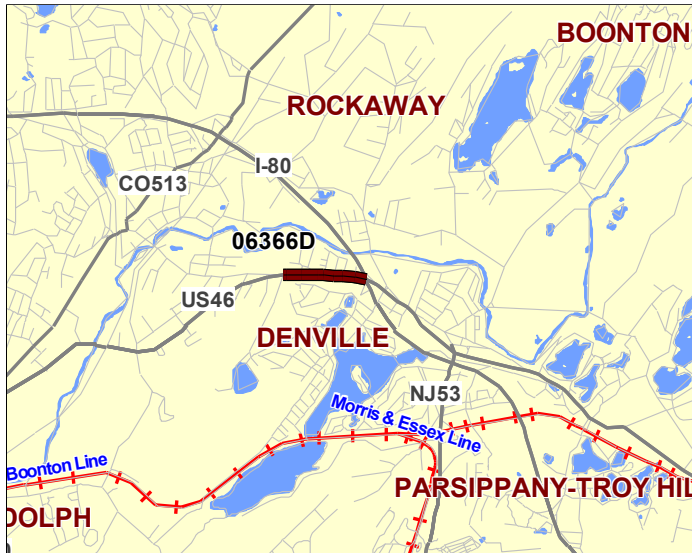 BOONTON
ROCKAWAY
I-80
CO513
06366D
US46
DENVILLE
NJ53
Morris & Essex Line
Boonton Line
PARSIPPANY-TROY HIL
DOLPH